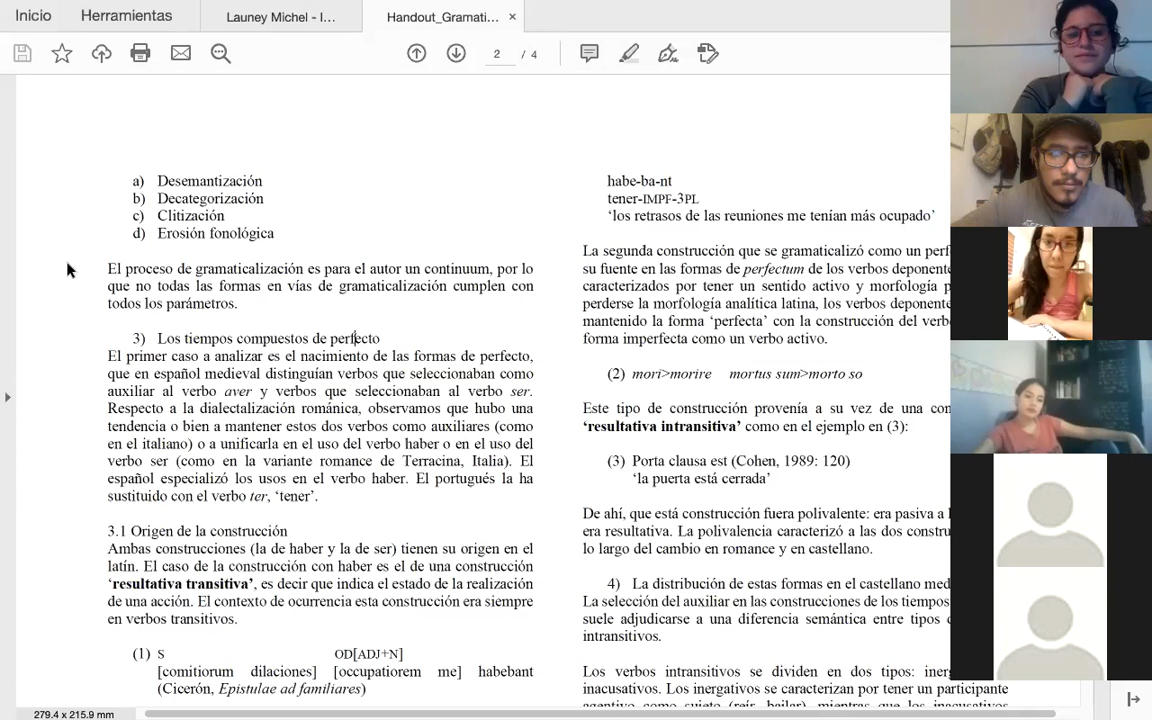 Inicio
Herramientas
Launey Michel - I...
Handout_Gramati...
2 / 4
a) Desemantización
b) Decategorización
c) Clitización
d) Erosión fonológica
El proceso de gramaticalización es para el autor un continuum, por lo
que no todas las formas en vías de gramaticalización cumplen con
todos los parámetros.
3) Los tiempos compuestos de perfecto
El primer caso a analizar es el nacimiento de las formas de perfecto,
que en español medieval distinguían verbos que seleccionaban como
auxiliar al verbo aver y verbos que seleccionaban al verbo ser.
Respecto a la dialectalización románica, observamos que hubo una
tendencia o bien a mantener estos dos verbos como auxiliares (como
en el italiano) o a unificarla en el uso del verbo haber o en el uso del
verbo ser (como en la variante romance de Terracina, Italia). El
español especializó los usos en el verbo haber. El portugués la ha
sustituido con el verbo ter, ‘tener’.
3.1 Origen de la construcción
Ambas construcciones (la de haber y la de ser) tienen su origen en el
latín. El caso de la construcción con haber es el de una construcción
‘resultativa transitiva’, es decir que indica el estado de la realización
de una acción. El contexto de ocurrencia esta construcción era siempre
en verbos transitivos.
(1) S OD[ADJ+N]
[comitiorum dilaciones] [occupatiorem me] habebant
(Cicerón, Epistulae ad familiares)
habe-ba-nt
tener-IMPF-3PL
‘los retrasos de las reuniones me tenían más ocupado’
La segunda construcción que se gramaticalizó como un perf
su fuente en las formas de perfectum de los verbos deponente
caracterizados por tener un sentido activo y morfología p
perderse la morfología analítica latina, los verbos deponente
mantenido la forma ‘perfecta’ con la construcción del verb
forma imperfecta como un verbo activo.
(2) mori>morire mortus sum>morto so
Este tipo de construcción provenía a su vez de una con
‘resultativa intransitiva’ como en el ejemplo en (3):
(3) Porta clausa est (Cohen, 1989: 120)
‘la puerta está cerrada’
De ahí, que está construcción fuera polivalente: era pasiva a l
era resultativa. La polivalencia caracterizó a las dos constru
lo largo del cambio en romance y en castellano.
4) La distribución de estas formas en el castellano med
La selección del auxiliar en las construcciones de los tiempos
suele adjudicarse a una diferencia semántica entre tipos d
intransitivos.
Los verbos intransitivos se dividen en dos tipos: iner
inacusativos. Los inergativos se caracterizan por tener un participante
agentivo como sujeto (reír, bailar), mientras que los inacusativos
279.4 x 215.9 mm